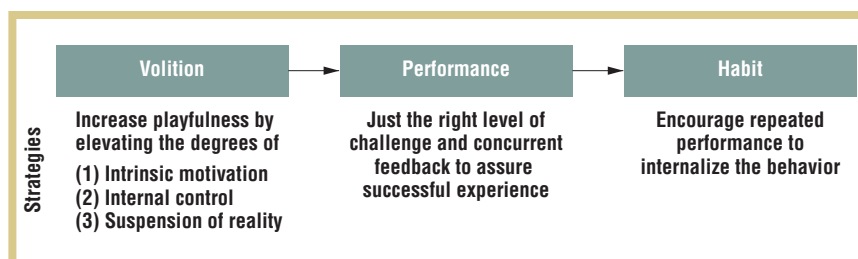 Volition
Performance
Habit
Strategies
Increase playfulness by
elevating the degrees of
(1) Intrinsic motivation
(2) Internal control
(3) Suspension of reality
Just the right level of
challenge and concurrent
feedback to assure
successful experience
Encourage repeated
performance to
internalize the behavior